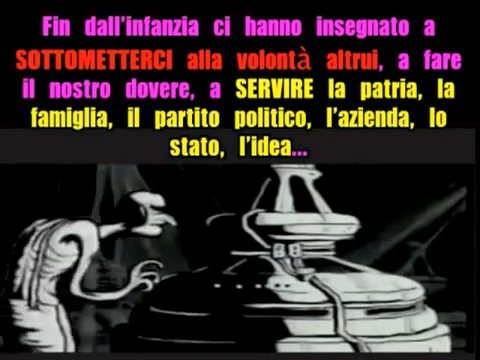 Fin dall'infanzia ci hanno insegnato a
SOTTOMETTERCI alla volontà altrui, a fare
il nostro dovere, a SERVIRE la patria, la
famiglia, il partito politico, l'azienda, lo
stato, l'idea...